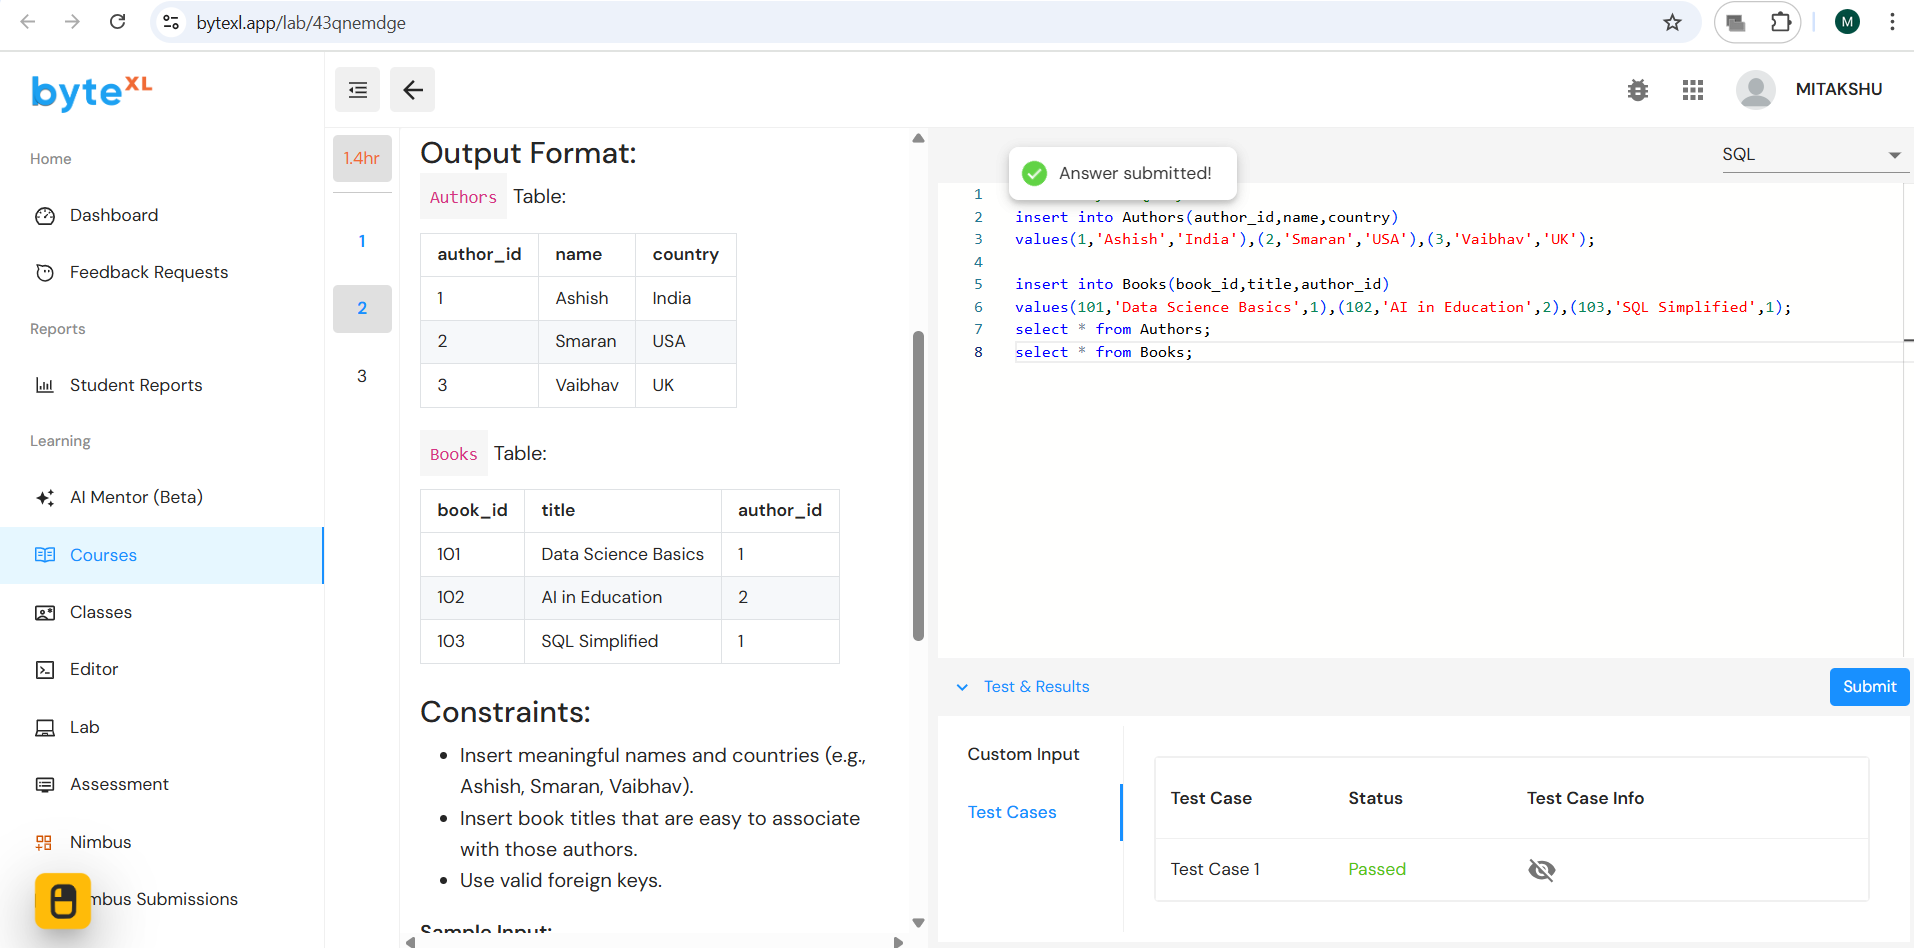 bytexl.app/lab/43qnemdge
M
byteXL
MITAKSHU
Home
Dashboard
Feedback Requests
Reports
Student Reports
Learning
AI Mentor (Beta)
Courses
Classes
Editor
Lab
Assessment
Nimbus
mbus Submissions
1.4hr
1
2
3
Output Format:
Authors Table:
author_id name country
1 Ashish India
2 Smaran USA
3 Vaibhav UK
Books Table:
book_id title author_id
101 Data Science Basics 1
102 AI in Education 2
103 SQL Simplified 1
Constraints:
Insert meaningful names and countries (e.g.,
Ashish, Smaran, Vaibhav).
Insert book titles that are easy to associate
with those authors.
Use valid foreign keys.
Sample Input:
Answer submitted!
SQL
1
2 insert into Authors(author_id,name,country)
3 values(1,'Ashish','India'),(2,'Smaran','USA'),(3,'Vaibhav','UK');
4
5 insert into Books(book_id,title,author_id)
6 values(101,'Data Science Basics',1),(102,'AI in Education',2),(103,'SQL Simplified',1);
7 select * from Authors;
8 select * from Books;
Test & Results
Submit
Custom Input
Test Cases
Test Case Status Test Case Info
Test Case 1 Passed